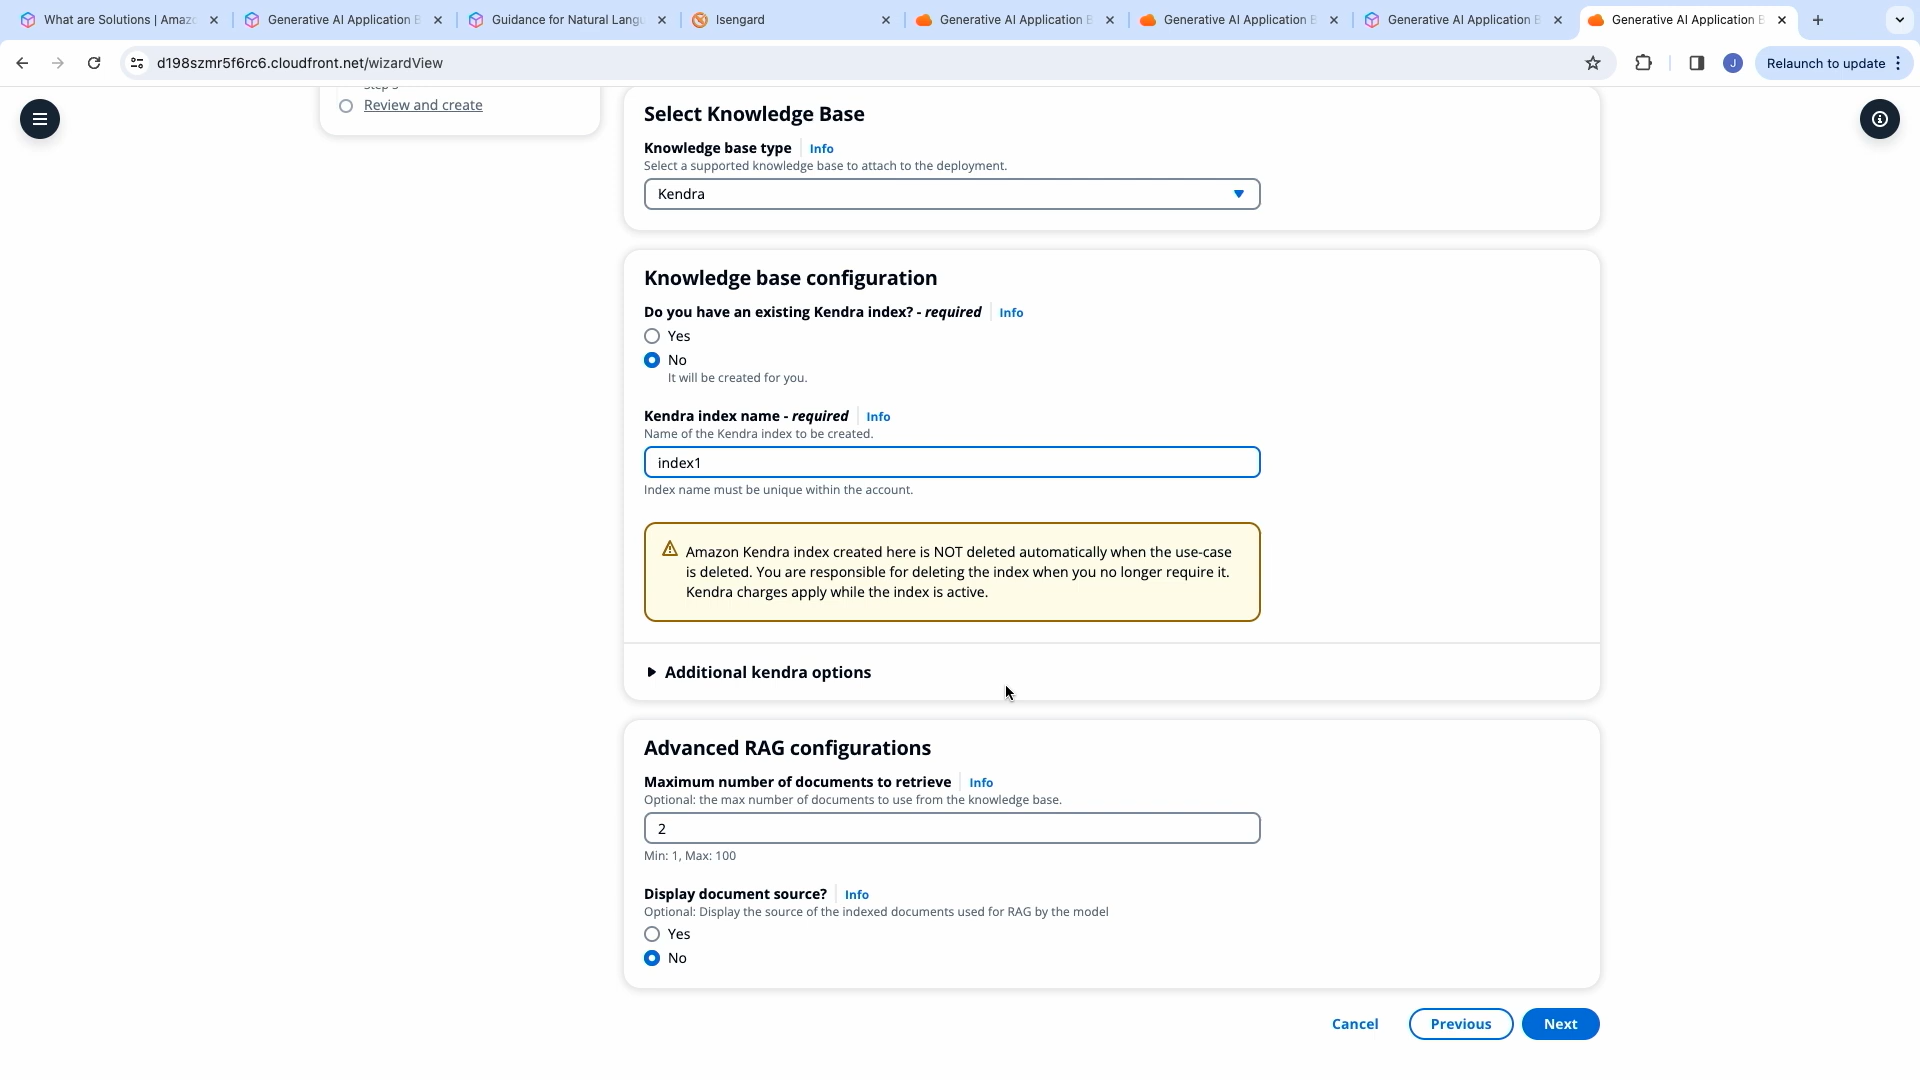 What are Solutions | Amaz
Generative AI Application B
Guidance for Natural Langu
Isengard
Generative AI Application B
Generative AI Application B
Generative AI Application B
Generative AI Application B
d198szmr5f6rc6.cloudfront.net/wizardView
J
Relaunch to update
Step 5
Review and create
Select Knowledge Base
Knowledge base type
Info
Select a supported knowledge base to attach to the deployment.
Kendra
Knowledge base configuration
Do you have an existing Kendra index? - required
Info
Yes
No
It will be created for you.
Kendra index name - required
Info
Name of the Kendra index to be created.
index1
Index name must be unique within the account.
Amazon Kendra index created here is NOT deleted automatically when the use-case
is deleted. You are responsible for deleting the index when you no longer require it.
Kendra charges apply while the index is active.
Additional kendra options
Advanced RAG configurations
Maximum number of documents to retrieve
Info
Optional: the max number of documents to use from the knowledge base.
2
Min: 1, Max: 100
Display document source?
Info
Optional: Display the source of the indexed documents used for RAG by the model
Yes
No
Cancel
Previous
Next